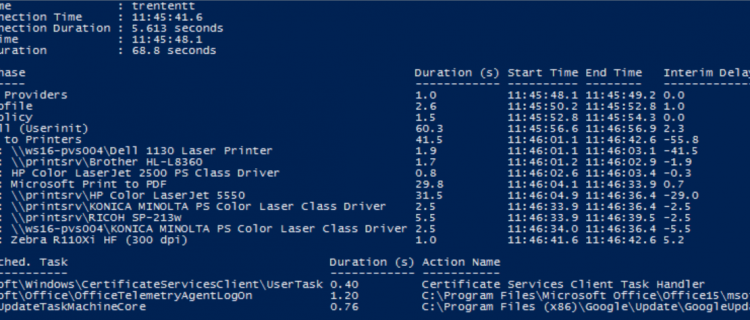 me : trententt
nnection Time : 11:45:41.6
nnection Duration : 5.613 seconds
ime : 11:45:48.1
uration : 68.8 seconds
hase Duration (s) Start Time End Time Interim Delay
Providers 1.0 11:45:48.1 11:45:49.2 0.0
ofile 2.6 11:45:50.2 11:45:52.8 1.0
olicy 1.5 11:45:52.8 11:45:54.3 0.0
ll (Userinit) 60.3 11:45:56.6 11:46:56.9 2.3
to Printers 41.5 11:46:01.1 11:46:42.6 -55.8
: \\ws16-pvs004\Dell 1130 Laser Printer 1.9 11:46:01.1 11:46:03.1 -41.5
: \\printsrv\Brother HL-L8360 1.7 11:46:01.2 11:46:02.9 -1.9
: HP Color LaserJet 2500 PS Class Driver 0.8 11:46:02.6 11:46:03.4 -0.3
: Microsoft Print to PDF 29.8 11:46:04.1 11:46:33.9 0.7
: \\printsrv\HP Color LaserJet 5550 31.5 11:46:04.9 11:46:36.4 -29.0
: \\printsrv\KONICA MINOLTA PS Color Laser Class Driver 2.5 11:46:33.9 11:46:36.4 -2.5
: \\printsrv\RICOH SP-213w 5.5 11:46:33.9 11:46:39.5 -2.5
: \\ws16-pvs004\KONICA MINOLTA PS Color Laser Class Driver 2.5 11:46:34.0 11:46:36.4 -5.5
: Zebra R110Xi HF (300 dpi) 1.0 11:46:41.6 11:46:42.6 5.2
ched. Task Duration (s) Action Name
oft\Windows\CertificateServicesClient\UserTask 0.40 Certificate Services Client Task Handler
oft\Office\OfficeTelemetryAgentLogOn 1.20 C:\Program Files\Microsoft Office\Office15\mso
UpdateTaskMachineCore 0.76 C:\Program Files (x86)\Google\Update\GoogleUpd